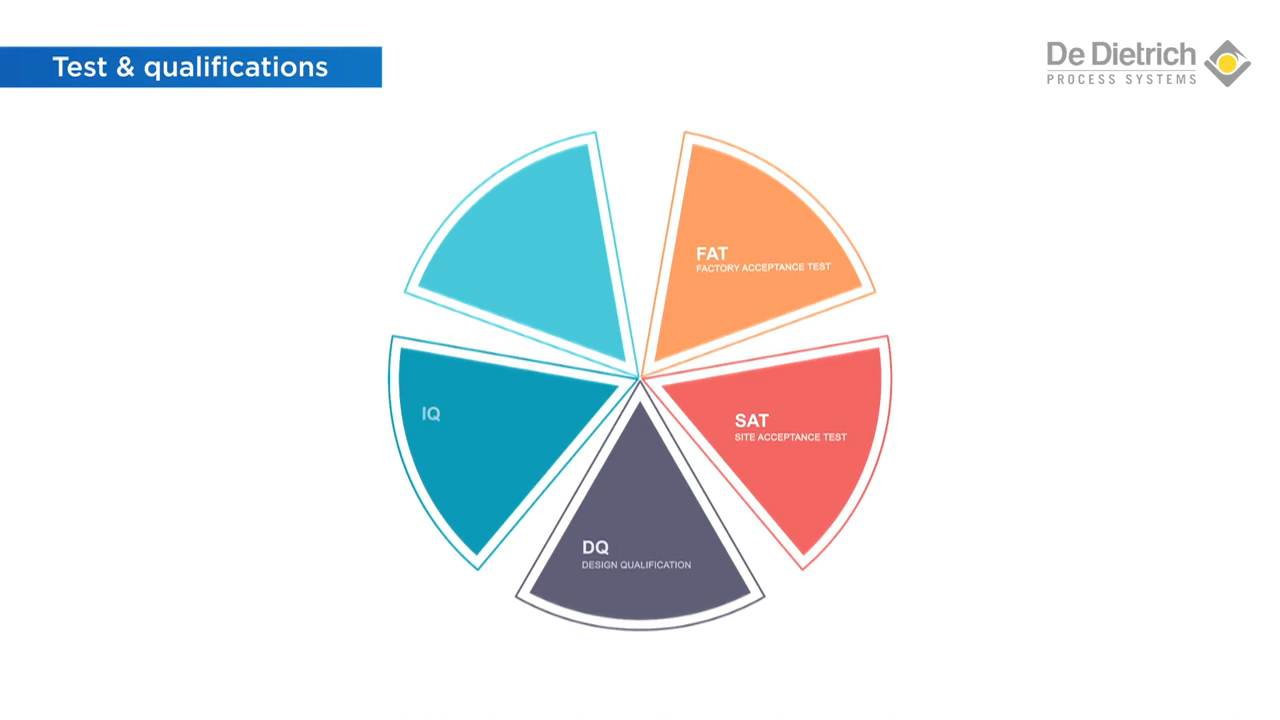 Test & qualifications
De Dietrich
PROCESS SYSTEMS
FAT
FACTORY ACCEPTANCE TEST
SAT
SITE ACCEPTANCE TEST
DQ
DESIGN QUALIFICATION
IQ